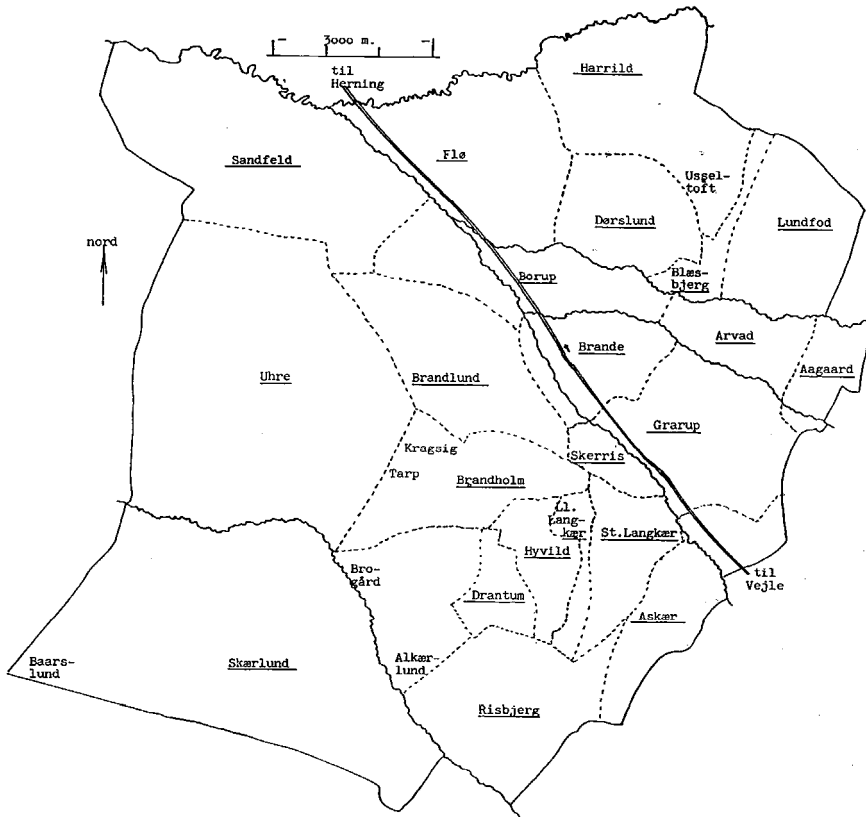 3000 m.
til
Herning
Harrild
Sandfeld
Flø
Ussel-
toft
Dørslund
Lundfod
nord
Borup
Blæs-
bjerg
Arvad
Brande
Aagaard
Uhre
Brandlund
Grarup
Kragsig
Skerris
Tarp
Brandholm
Ll.
Lang-
kær
St.Langkær
Hyvild
Bro-
gård
til
Vejle
Drantum
Askær
Alkær-
lund
Baars-
lund
Skærlund
Risbjerg